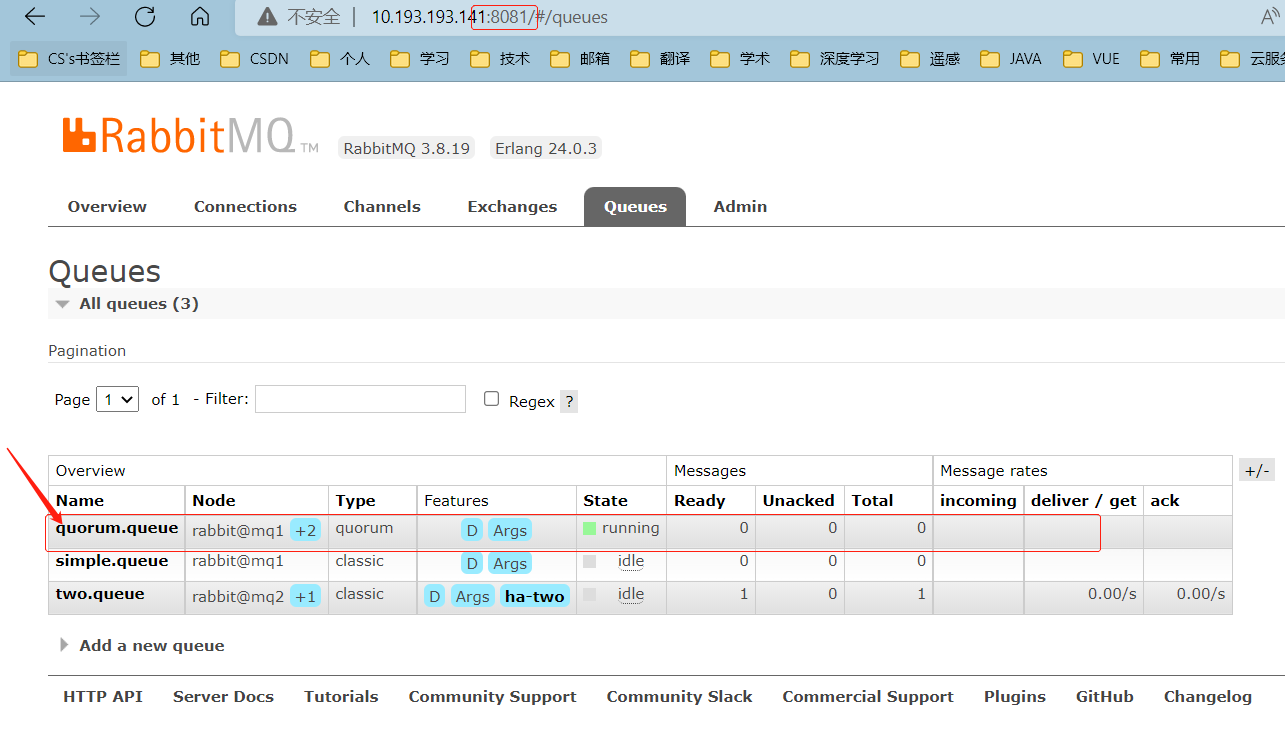 不安全 | 10.193.193.141:8081/#/queues A
CS's书签栏 其他 CSDN 个人 学习 技术 邮箱 翻译 学术 深度学习 遥感 JAVA VUE 常用 云服务
RabbitMQ TM RabbitMQ 3.8.19 Erlang 24.0.3
Overview Connections Channels Exchanges Queues Admin
Queues
All queues (3)
Pagination
Page 1 of 1 - Filter: Regex ?
Overview Messages Message rates +/-
Name Node Type Features State Ready Unacked Total incoming deliver / get ack
quorum.queue rabbit@mq1 +2 quorum D Args running 0 0 0
simple.queue rabbit@mq1 classic D Args idle 0 0 0
two.queue rabbit@mq2 +1 classic D Args ha-two idle 1 0 1 0.00/s 0.00/s
Add a new queue
HTTP API Server Docs Tutorials Community Support Community Slack Commercial Support Plugins GitHub Changelog